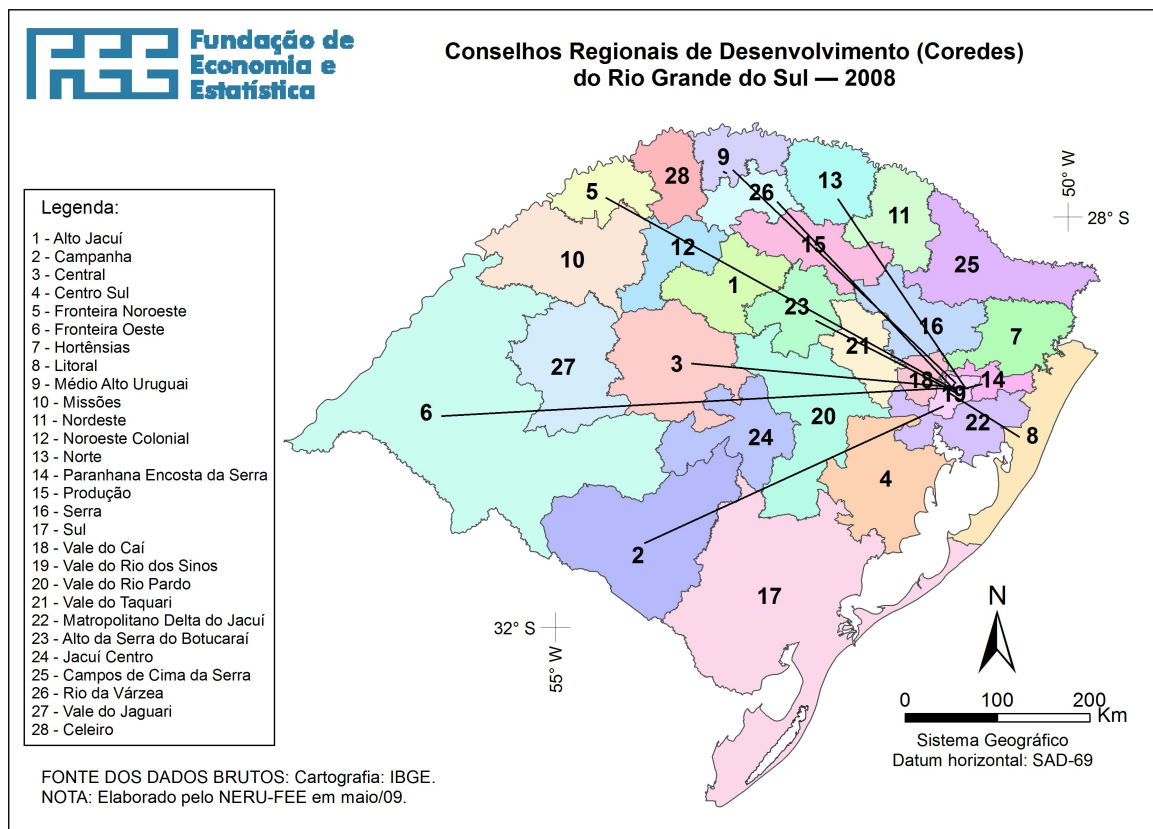 FEE
Fundação de
Economia e
Estatística
Conselhos Regionais de Desenvolvimento (Coredes)
do Rio Grande do Sul — 2008
Legenda:
1 - Alto Jacuí
2 - Campanha
3 - Central
4 - Centro Sul
5 - Fronteira Noroeste
6 - Fronteira Oeste
7 - Hortênsias
8 - Litoral
9 - Médio Alto Uruguai
10 - Missões
11 - Nordeste
12 - Noroeste Colonial
13 - Norte
14 - Paranhana Encosta da Serra
15 - Produção
16 - Serra
17 - Sul
18 - Vale do Caí
19 - Vale do Rio dos Sinos
20 - Vale do Rio Pardo
21 - Vale do Taquari
22 - Matropolitano Delta do Jacuí
23 - Alto da Serra do Botucaraí
24 - Jacuí Centro
25 - Campos de Cima da Serra
26 - Rio da Várzea
27 - Vale do Jaguari
28 - Celeiro
9
28
26
13
5
11
50° W
28° S
12
15
10
25
1
23
16
7
21
3
27
18
14
19
6
20
22
24
8
4
2
17
32° S
55° W
N
0 100 200
Km
Sistema Geográfico
Datum horizontal: SAD-69
FONTE DOS DADOS BRUTOS: Cartografia: IBGE.
NOTA: Elaborado pelo NERU-FEE em maio/09.